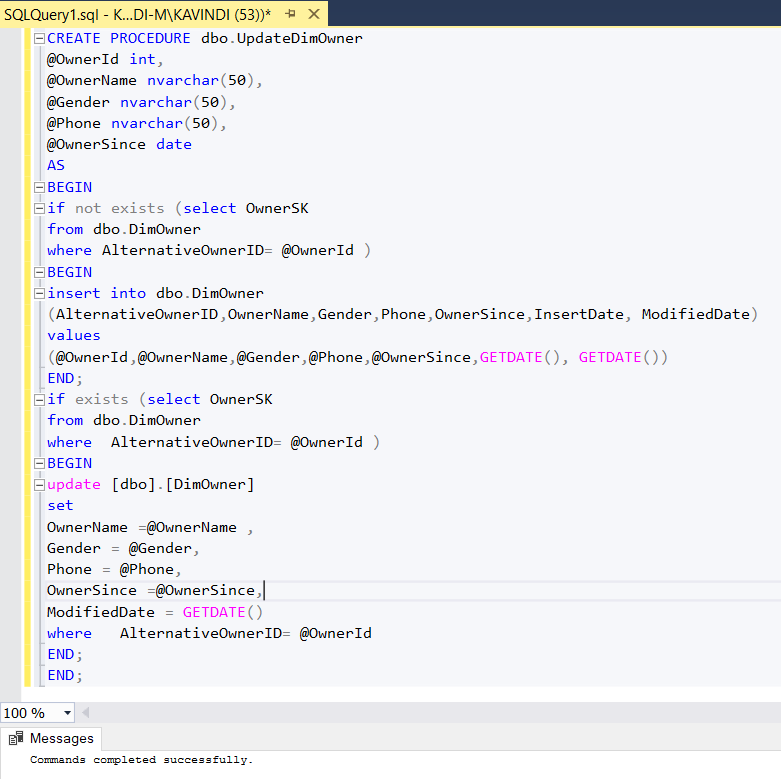 SQLQuery1.sql - K...DI-M\KAVINDI (53))*
CREATE PROCEDURE dbo.UpdateDimOwner
@OwnerId int,
@OwnerName nvarchar(50),
@Gender nvarchar(50),
@Phone nvarchar(50),
@OwnerSince date
AS
BEGIN
if not exists (select OwnerSK
from dbo.DimOwner
where AlternativeOwnerID= @OwnerId )
BEGIN
insert into dbo.DimOwner
(AlternativeOwnerID,OwnerName,Gender,Phone,OwnerSince,InsertDate, ModifiedDate)
values
(@OwnerId,@OwnerName,@Gender,@Phone,@OwnerSince,GETDATE(), GETDATE())
END;
if exists (select OwnerSK
from dbo.DimOwner
where  AlternativeOwnerID= @OwnerId )
BEGIN
update [dbo].[DimOwner]
set
OwnerName =@OwnerName ,
Gender = @Gender,
Phone = @Phone,
OwnerSince =@OwnerSince,
ModifiedDate = GETDATE()
where   AlternativeOwnerID= @OwnerId
END;
END;
100 %
Messages
Commands completed successfully.